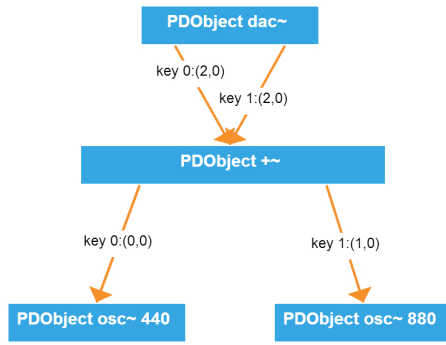 PDObject dac~
key 0:(2,0)
key 1:(2,0)
PDObject +~
key 0:(0,0)
key 1:(1,0)
PDObject osc~ 440
PDObject osc~ 880